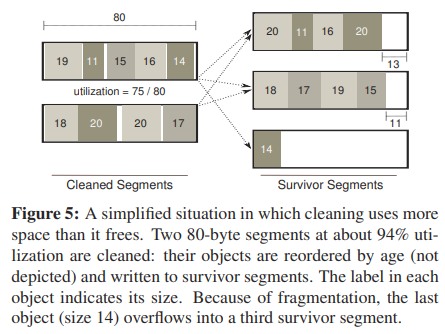 80
19 11 15 16 14
utilization = 75 / 80
18 20 20 17
Cleaned Segments
20 11 16 20
13
18 17 19 15
11
14
Survivor Segments
Figure 5: A simplified situation in which cleaning uses more
space than it frees. Two 80-byte segments at about 94% uti-
lization are cleaned: their objects are reordered by age (not
depicted) and written to survivor segments. The label in each
object indicates its size. Because of fragmentation, the last
object (size 14) overflows into a third survivor segment.